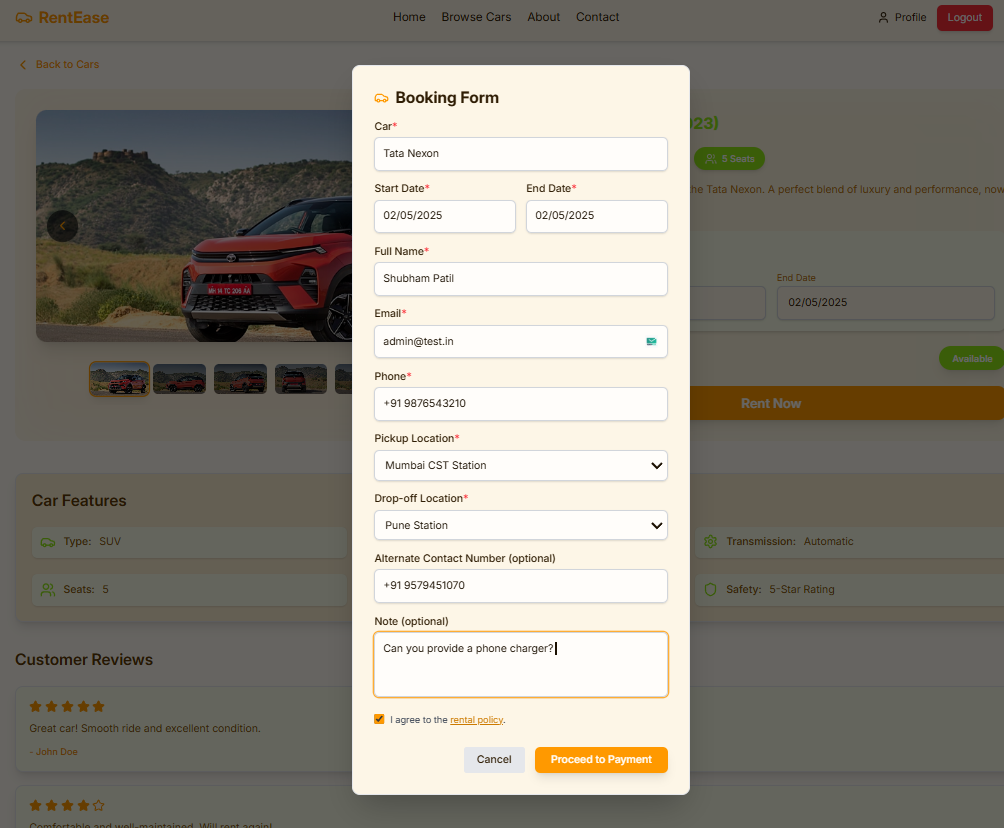 RentEase
Home Browse Cars About Contact
Profile Logout
Back to Cars
Booking Form
Car*
Tata Nexon
Start Date* End Date*
02/05/2025 02/05/2025
Full Name*
Shubham Patil
Email*
admin@test.in
Phone*
+91 9876543210
Pickup Location*
Mumbai CST Station
Drop-off Location*
Pune Station
Alternate Contact Number (optional)
+91 9579451070
Note (optional)
Can you provide a phone charger?
I agree to the rental policy.
Cancel Proceed to Payment
MH 14 TC 206 AA
023)
5 Seats
the Tata Nexon. A perfect blend of luxury and performance, now
End Date
02/05/2025
Available
Rent Now
Car Features
Type: SUV
Transmission: Automatic
Seats: 5
Safety: 5-Star Rating
Customer Reviews
Great car! Smooth ride and excellent condition.
- John Doe
Comfortable and well-maintained. Will rent again!